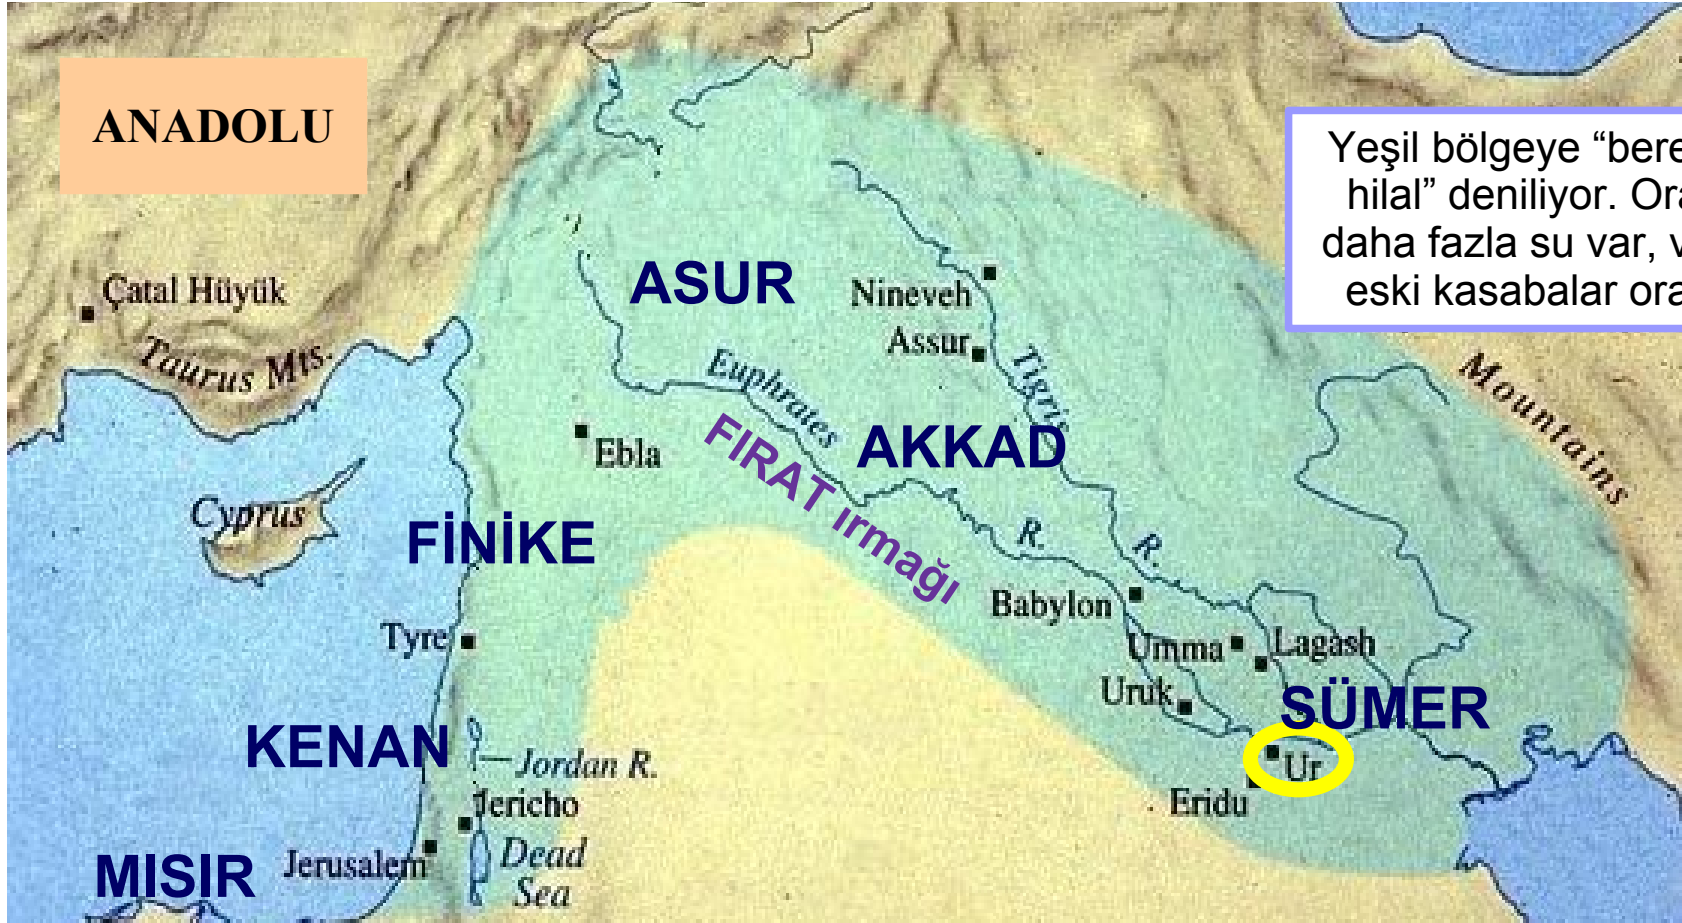 ANADOLU
Yeşil bölgeye “bere
hilal” deniliyor. Ora
daha fazla su var, v
eski kasabalar ora
Çatal Hüyük
Taurus Mts.
ASUR
Nineveh
Assur
Tigris
Mountains
Euphrates
AKKAD
FIRAT ırmağı
Ebla
Cyprus
FİNİKE
R.
R.
Babylon
Tyre
Umma
Lagash
Uruk
SÜMER
KENAN
Ur
Jordan R.
Eridu
Jericho
MISIR
Jerusalem
Dead
Sea